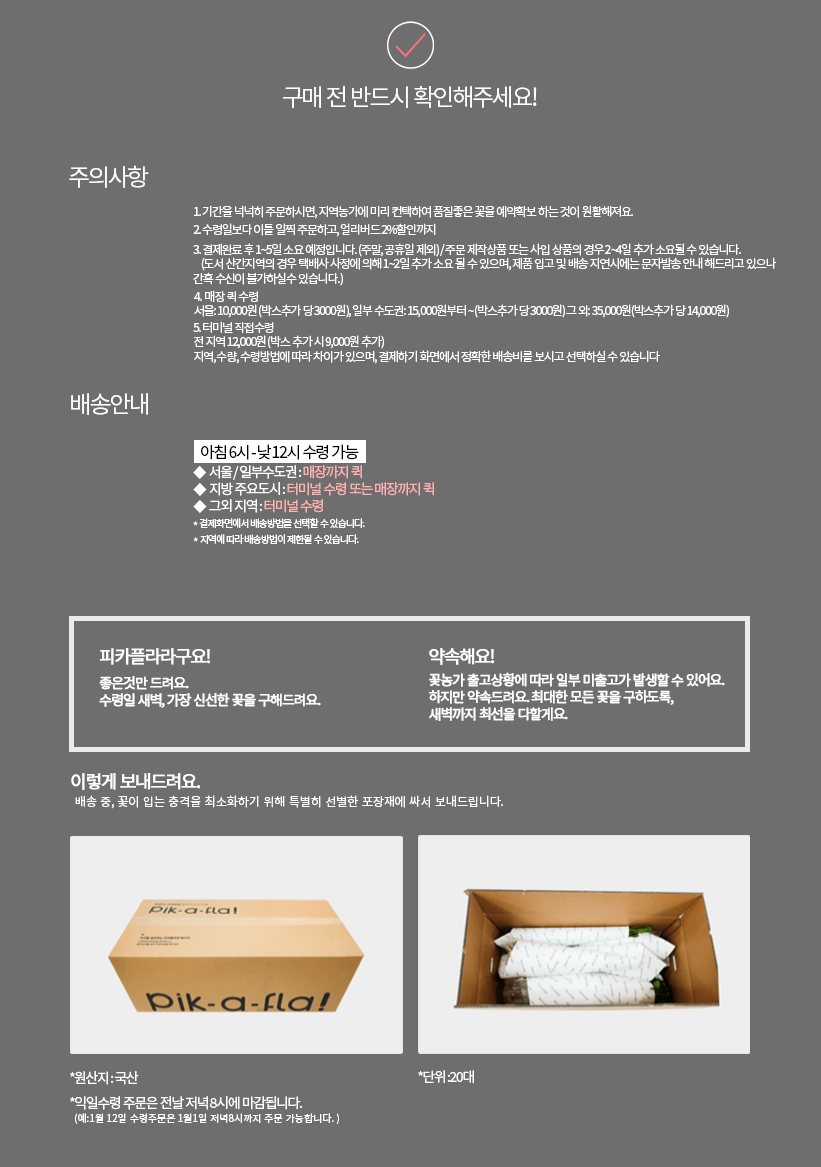 구매 전 반드시 확인해주세요!
주의사항
1. 기간을 넉넉히 주문하시면, 지역농가에 미리 컨택하여 품질좋은 꽃을 예약확보 하는 것이 원활해져요.
2. 수령일보다 이틀 일찍 주문하고, 얼리버드 2%할인까지
3. 결제완료 후 1~5일 소요 예정입니다. (주말, 공휴일 제외) / 주문 제작상품 또는 사입 상품의 경우 2~4일 추가 소요될 수 있습니다.
(도서 산간지역의 경우 택배사 사정에 의해 1~2일 추가 소요 될 수 있으며, 제품 입고 및 배송 지연시에는 문자발송 안내 해드리고 있으나
간혹 수신이 불가하실수 있습니다.)
4. 매장 퀵 수령
서울: 10,000원 (박스추가 당 3000원), 일부 수도권: 15,000원부터 ~ (박스추가 당 3000원) 그 외: 35,000원(박스추가 당 14,000원)
5. 터미널 직접수령
전 지역 12,000원 (박스 추가 시 9,000원 추가)
지역, 수량, 수령방법에 따라 차이가 있으며, 결제하기 화면에서 정확한 배송비를 보시고 선택하실 수 있습니다
배송안내
아침 6시 - 낮 12시 수령 가능
◆ 서울 / 일부수도권 : 매장까지 퀵
◆ 지방 주요도시 : 터미널 수령 또는 매장까지 퀵
◆ 그외 지역 : 터미널 수령
* 결제화면에서 배송방법을 선택할 수 있습니다.
* 지역에 따라 배송방법이 제한될 수 있습니다.
피카플라라구요!
좋은것만 드려요.
수령일 새벽, 가장 신선한 꽃을 구해드려요.
약속해요!
꽃농가 출고상황에 따라 일부 미출고가 발생할 수 있어요.
하지만 약속드려요. 최대한 모든 꽃을 구하도록,
새벽까지 최선을 다할게요.
이렇게 보내드려요.
배송 중, 꽃이 입는 충격을 최소화하기 위해 특별히 선별한 포장재에 싸서 보내드립니다.
pik-a-fla!
pik-a-fla!
*원산지 : 국산
*단위 :20대
*익일수령 주문은 전날 저녁 8시에 마감됩니다.
(예:1월 12일 수령주문은 1월1일 저녁8시까지 주문 가능합니다. )